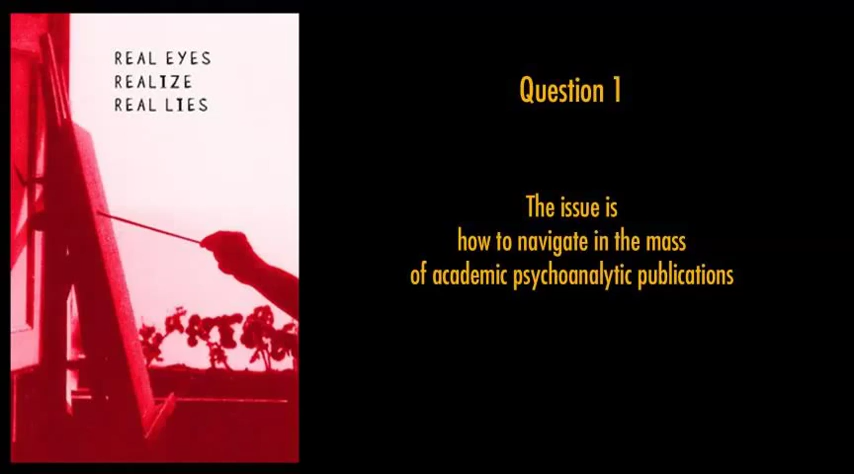 REAL EYES
REALIZE
REAL LIES
Question 1
The issue is
how to navigate in the mass
of academic psychoanalytic publications